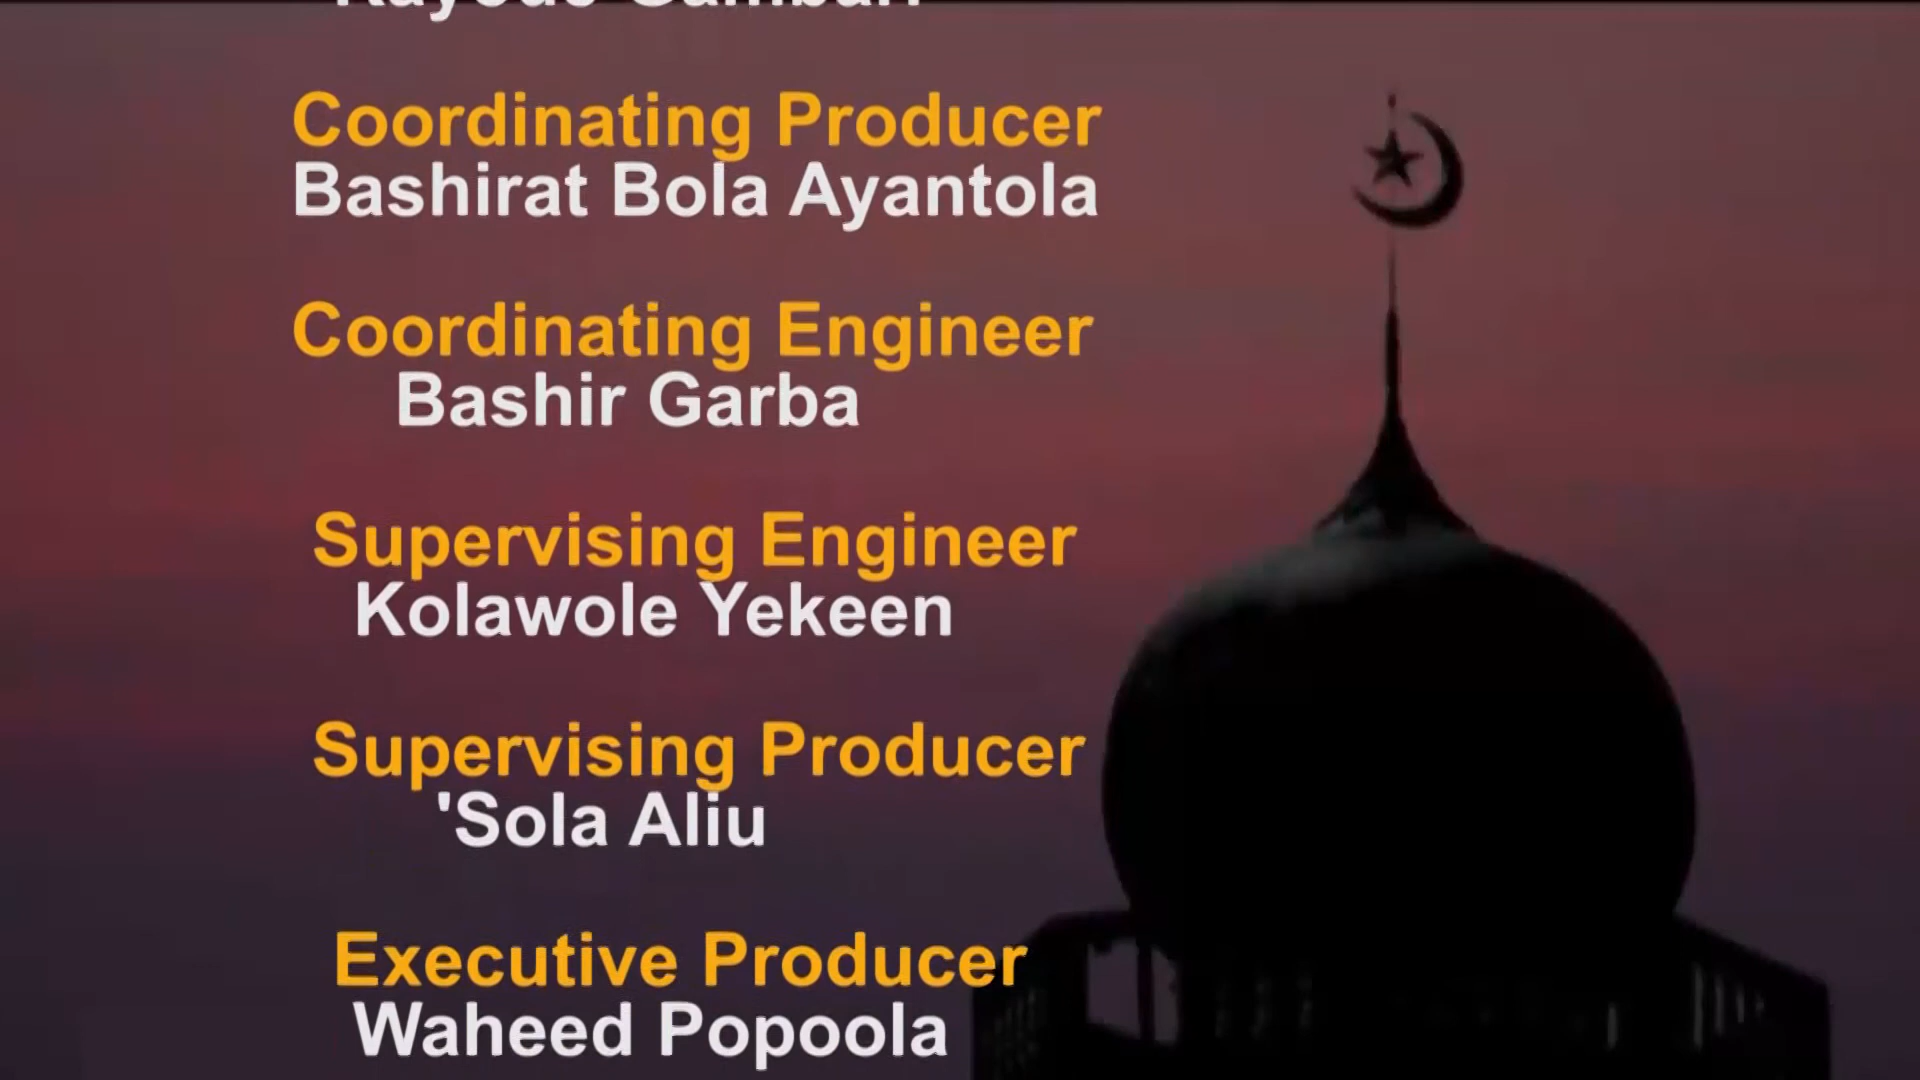 Coordinating Producer
Bashirat Bola Ayantola
Coordinating Engineer
Bashir Garba
Supervising Engineer
Kolawole Yekeen
Supervising Producer
'Sola Aliu
Executive Producer
Waheed Popoola